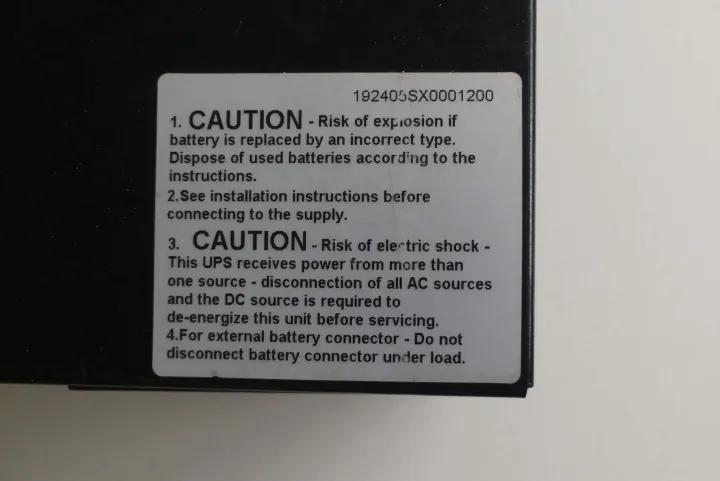 192405SX0001200
1. CAUTION - Risk of explosion if
battery is replaced by an incorrect type.
Dispose of used batteries according to the
instructions.
2.See installation instructions before
connecting to the supply.
3. CAUTION - Risk of electric shock -
This UPS receives power from more than
one source - disconnection of all AC sources
and the DC source is required to
de-energize this unit before servicing.
4.For external battery connector - Do not
disconnect battery connector under load.